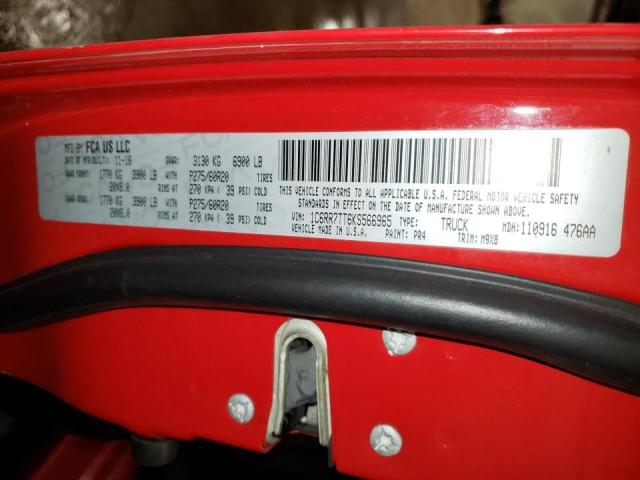 MFD BY FCA US LLC
DATE OF MFR/BUILT: 11-18 GVWR: 3130 KG 6900 LB
GAWR FRONT: 1770 KG 3900 LB WITH P275/60R20 TIRES
20X8.0 RIMS AT 270 KPA ( 39 PSI) COLD
GAWR REAR: 1770 KG 3900 LB WITH P275/60R20 TIRES
20X8.0 RIMS AT 270 KPA ( 39 PSI) COLD
THIS VEHICLE CONFORMS TO ALL APPLICABLE U.S.A. FEDERAL MOTOR VEHICLE SAFETY
STANDARDS IN EFFECT ON THE DATE OF MANUFACTURE SHOWN ABOVE.
VIN: 1C6RR7TT6KS566965 TYPE: TRUCK MDH: 110916 476AA
VEHICLE MADE IN U.S.A. PAINT: PR4 TRIM: M9X8